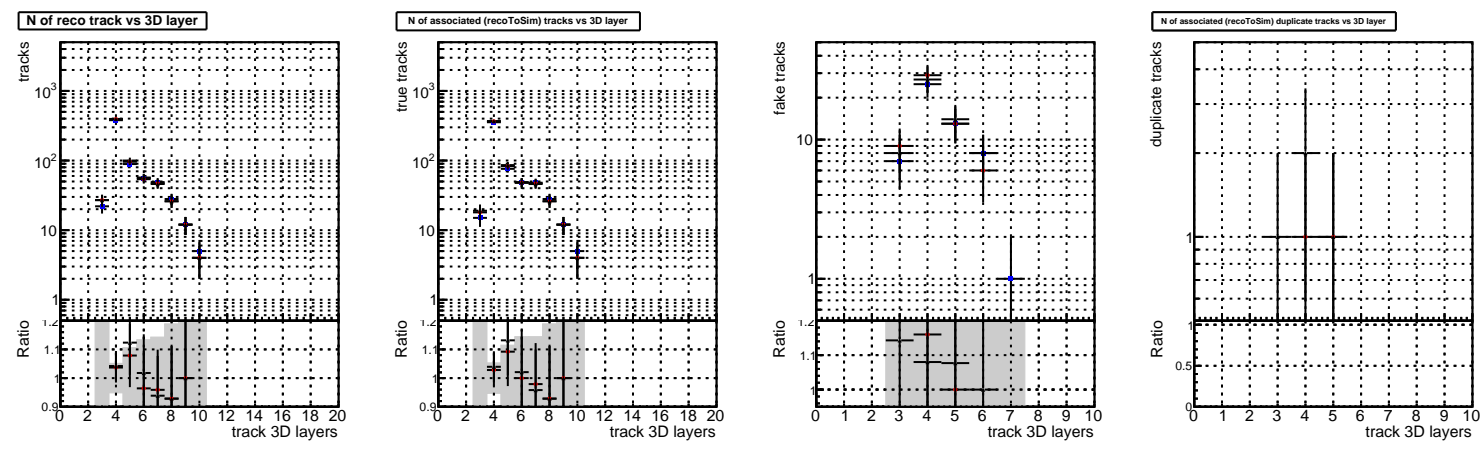 N of reco track vs 3D layer
tracks
10³
10²
10
1
1.2
1.1
1
0.9
Ratio
0 2 4 6 8 10 12 14 16 18 20
track 3D layers
N of associated (recoToSim) tracks vs 3D layer
true tracks
10³
10²
10
1
1.2
1.1
1
0.9
Ratio
0 2 4 6 8 10 12 14 16 18 20
track 3D layers
fake tracks
10
1
1.2
1.1
1
Ratio
0 1 2 3 4 5 6 7 8 9 10
track 3D layers
N of associated (recoToSim) duplicate tracks vs 3D layer
duplicate tracks
1
1
0.5
0
Ratio
0 1 2 3 4 5 6 7 8 9 10
track 3D layers